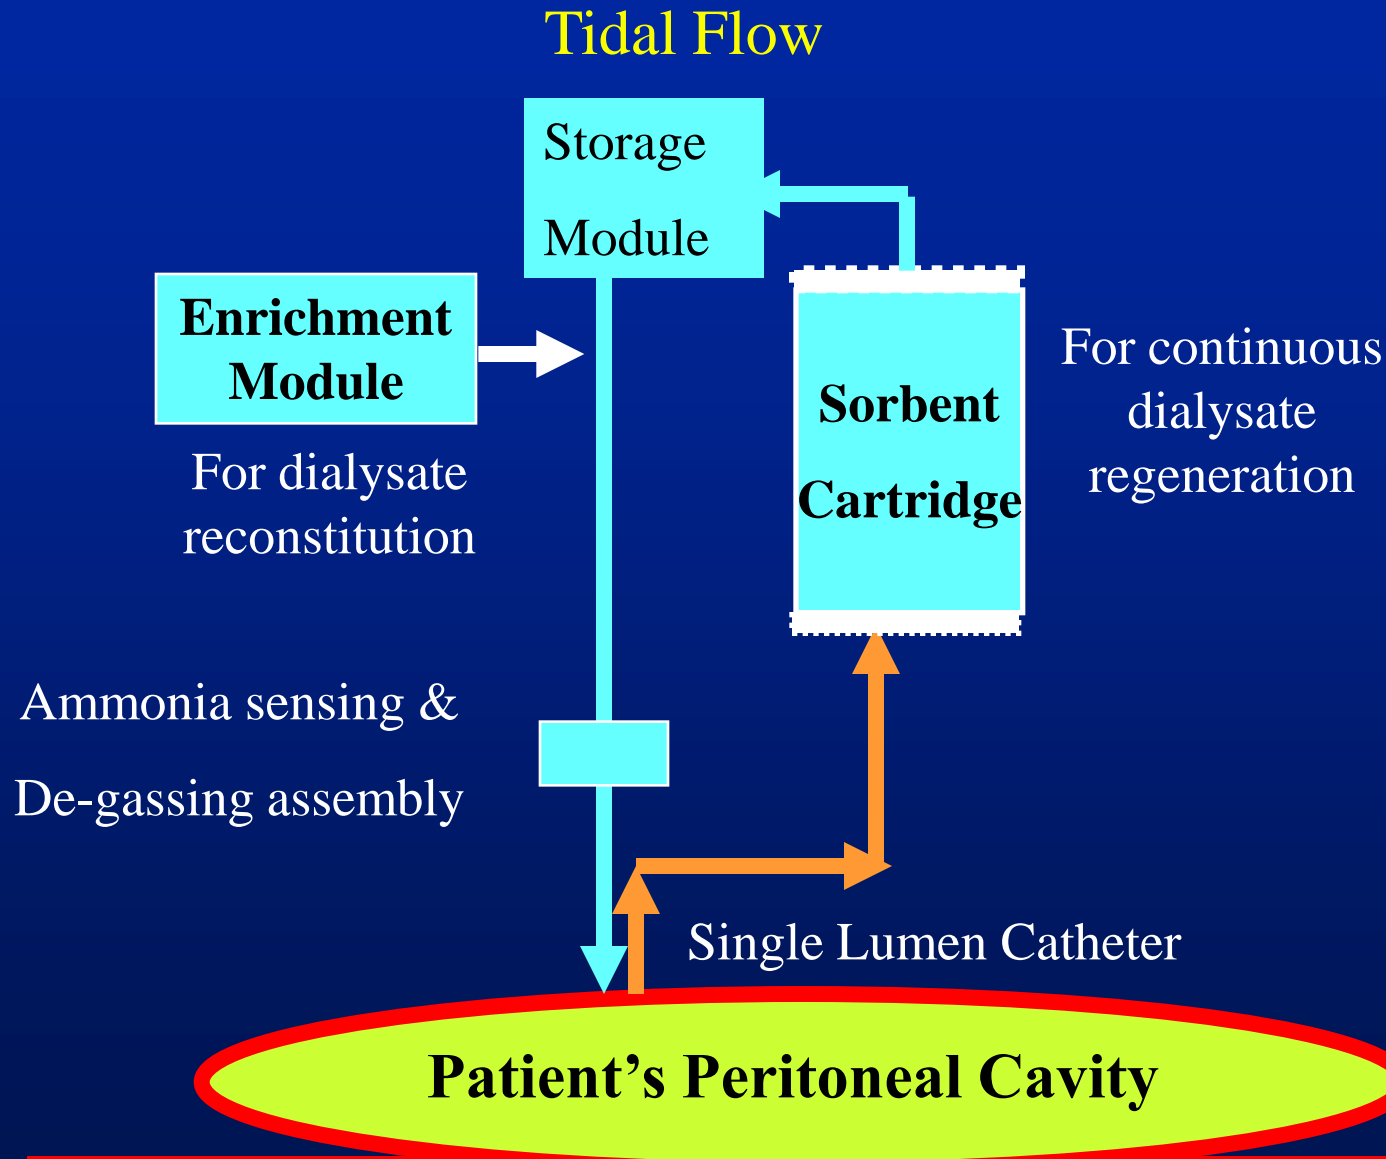 Tidal Flow
Storage
Module
Enrichment
Module
For dialysate
reconstitution
Sorbent
Cartridge
For continuous
dialysate
regeneration
Ammonia sensing &
De-gassing assembly
Single Lumen Catheter
Patient’s Peritoneal Cavity